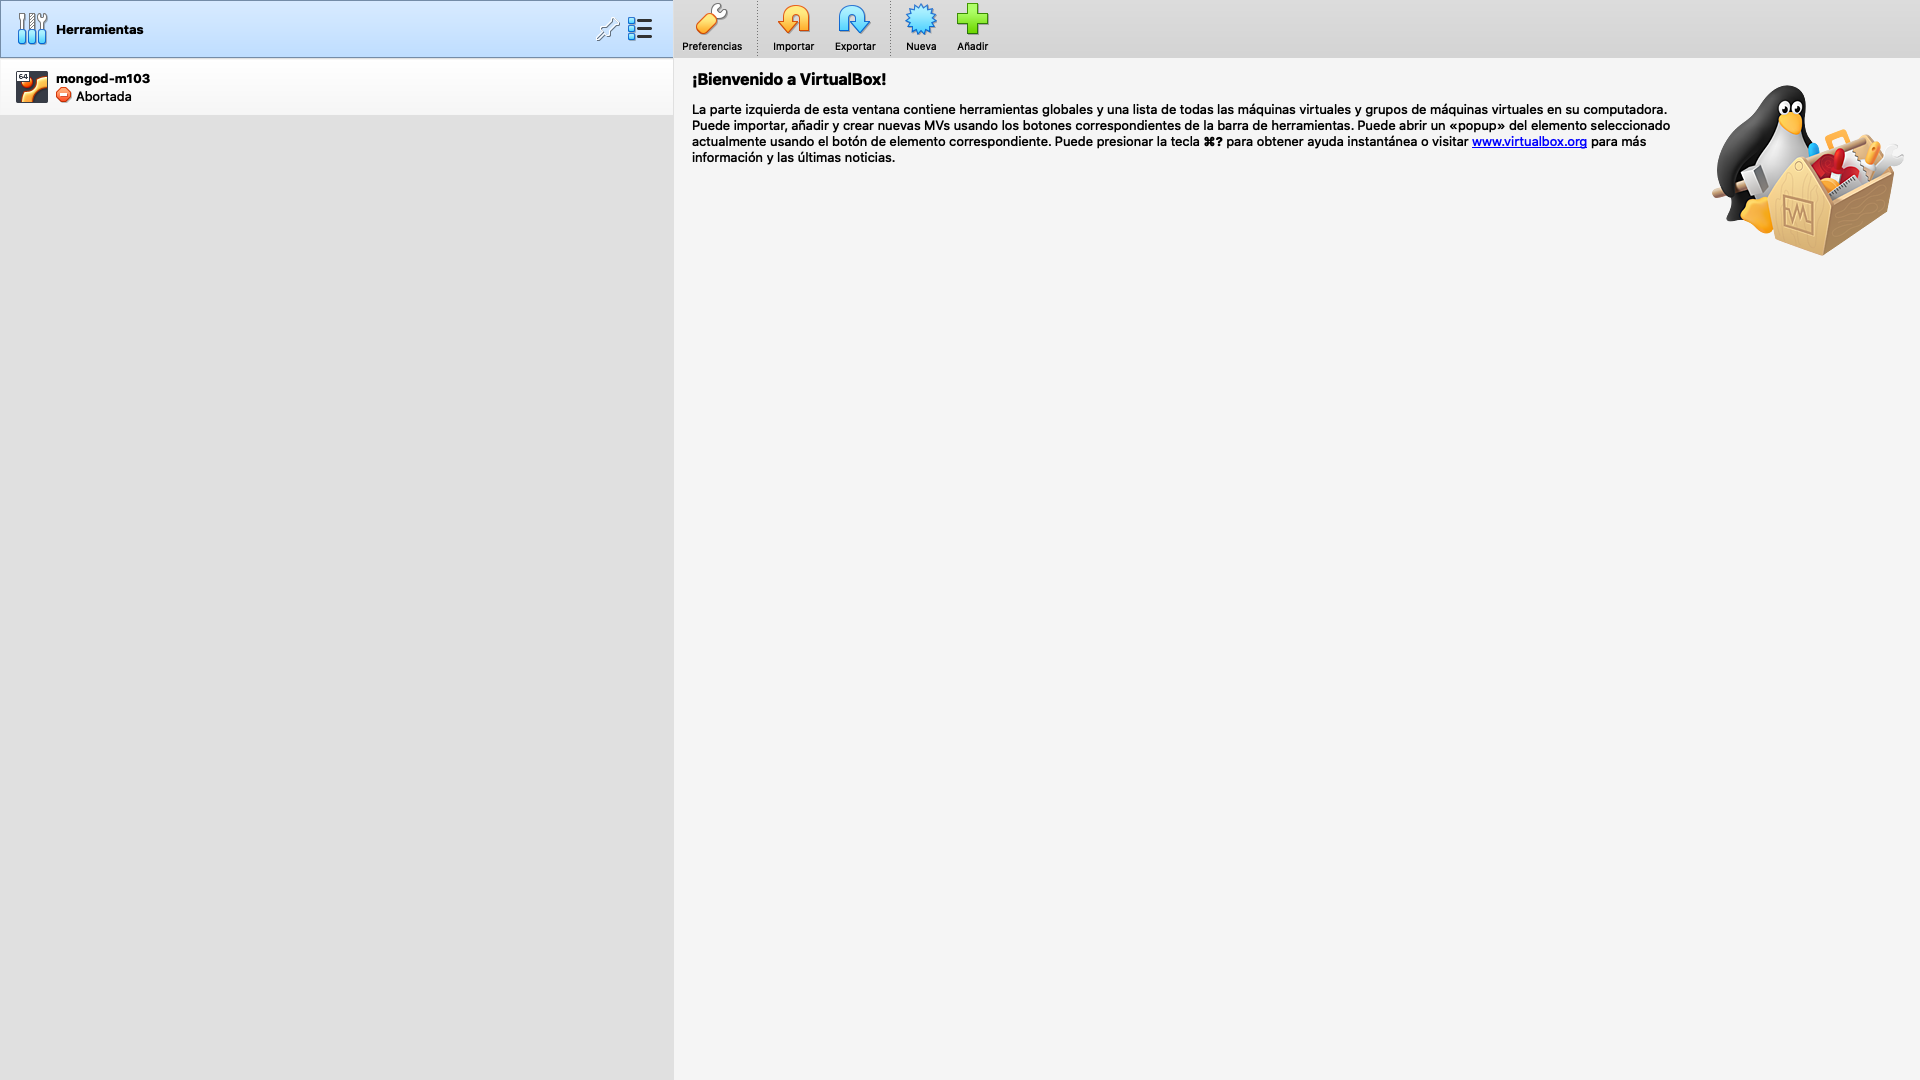 Herramientas
64
mongod-m103
Abortada
Preferencias
Importar
Exportar
Nueva
Añadir
¡Bienvenido a VirtualBox!
La parte izquierda de esta ventana contiene herramientas globales y una lista de todas las máquinas virtuales y grupos de máquinas virtuales en su computadora.
Puede importar, añadir y crear nuevas MVs usando los botones correspondientes de la barra de herramientas. Puede abrir un «popup» del elemento seleccionado
actualmente usando el botón de elemento correspondiente. Puede presionar la tecla ⌘? para obtener ayuda instantánea o visitar www.virtualbox.org para más
información y las últimas noticias.